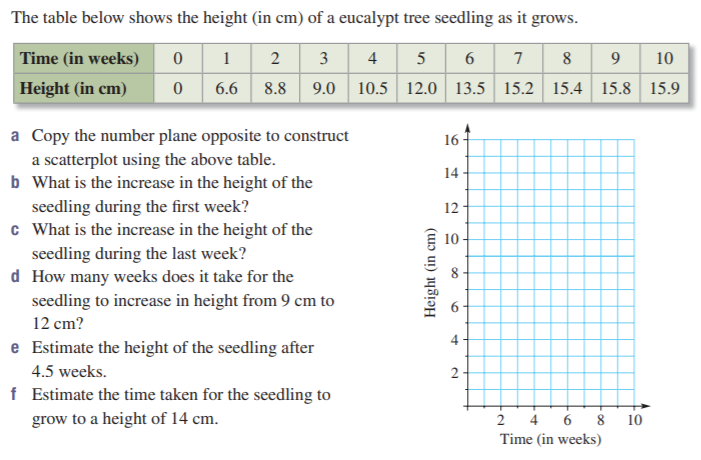 The table below shows the height (in cm) of a eucalypt tree seedling as it grows.
Time (in weeks) 0 1 2 3 4 5 6 7 8 9 10
Height (in cm) 0 6.6 8.8 9.0 10.5 12.0 13.5 15.2 15.4 15.8 15.9
a Copy the number plane opposite to construct
a scatterplot using the above table.
b What is the increase in the height of the
seedling during the first week?
c What is the increase in the height of the
seedling during the last week?
d How many weeks does it take for the
seedling to increase in height from 9 cm to
12 cm?
e Estimate the height of the seedling after
4.5 weeks.
f Estimate the time taken for the seedling to
grow to a height of 14 cm.
Height (in cm)
16
14
12
10
8
6
4
2
2 4 6 8 10
Time (in weeks)